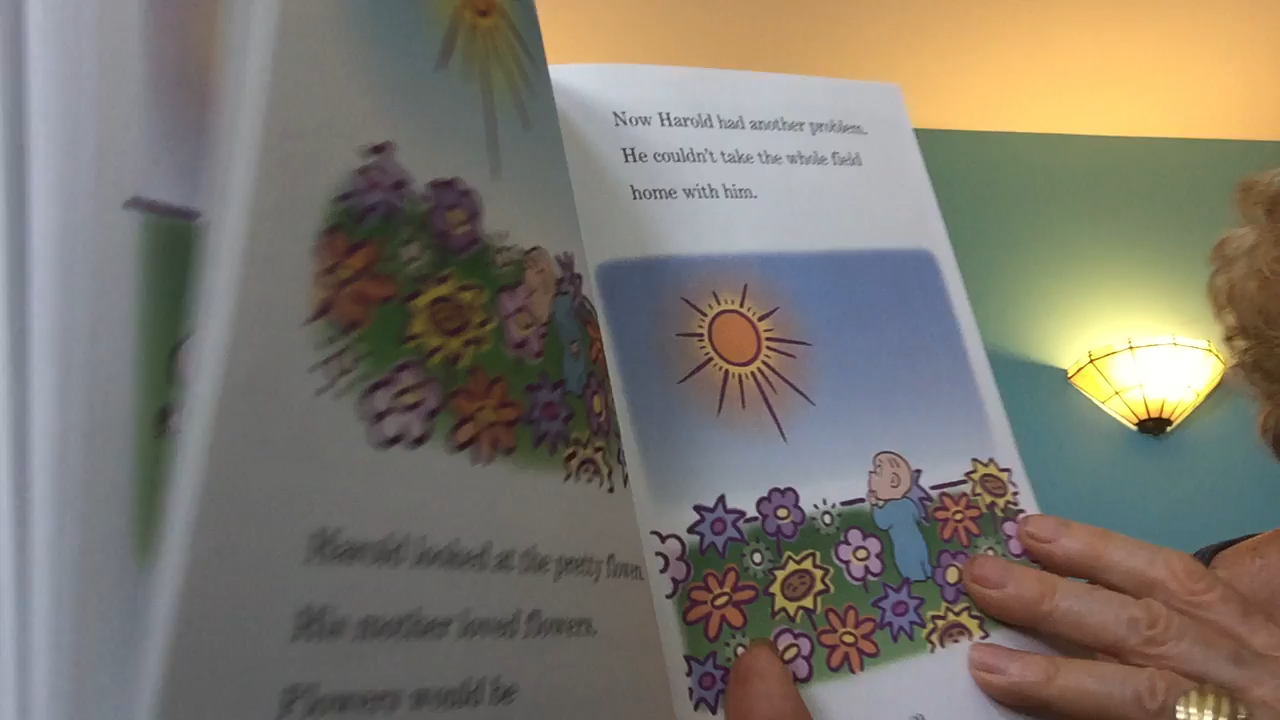 Harold looked at the pretty flowers.
His mother loved flowers.
Flowers would be
Now Harold had another problem.
He couldn't take the whole field
home with him.